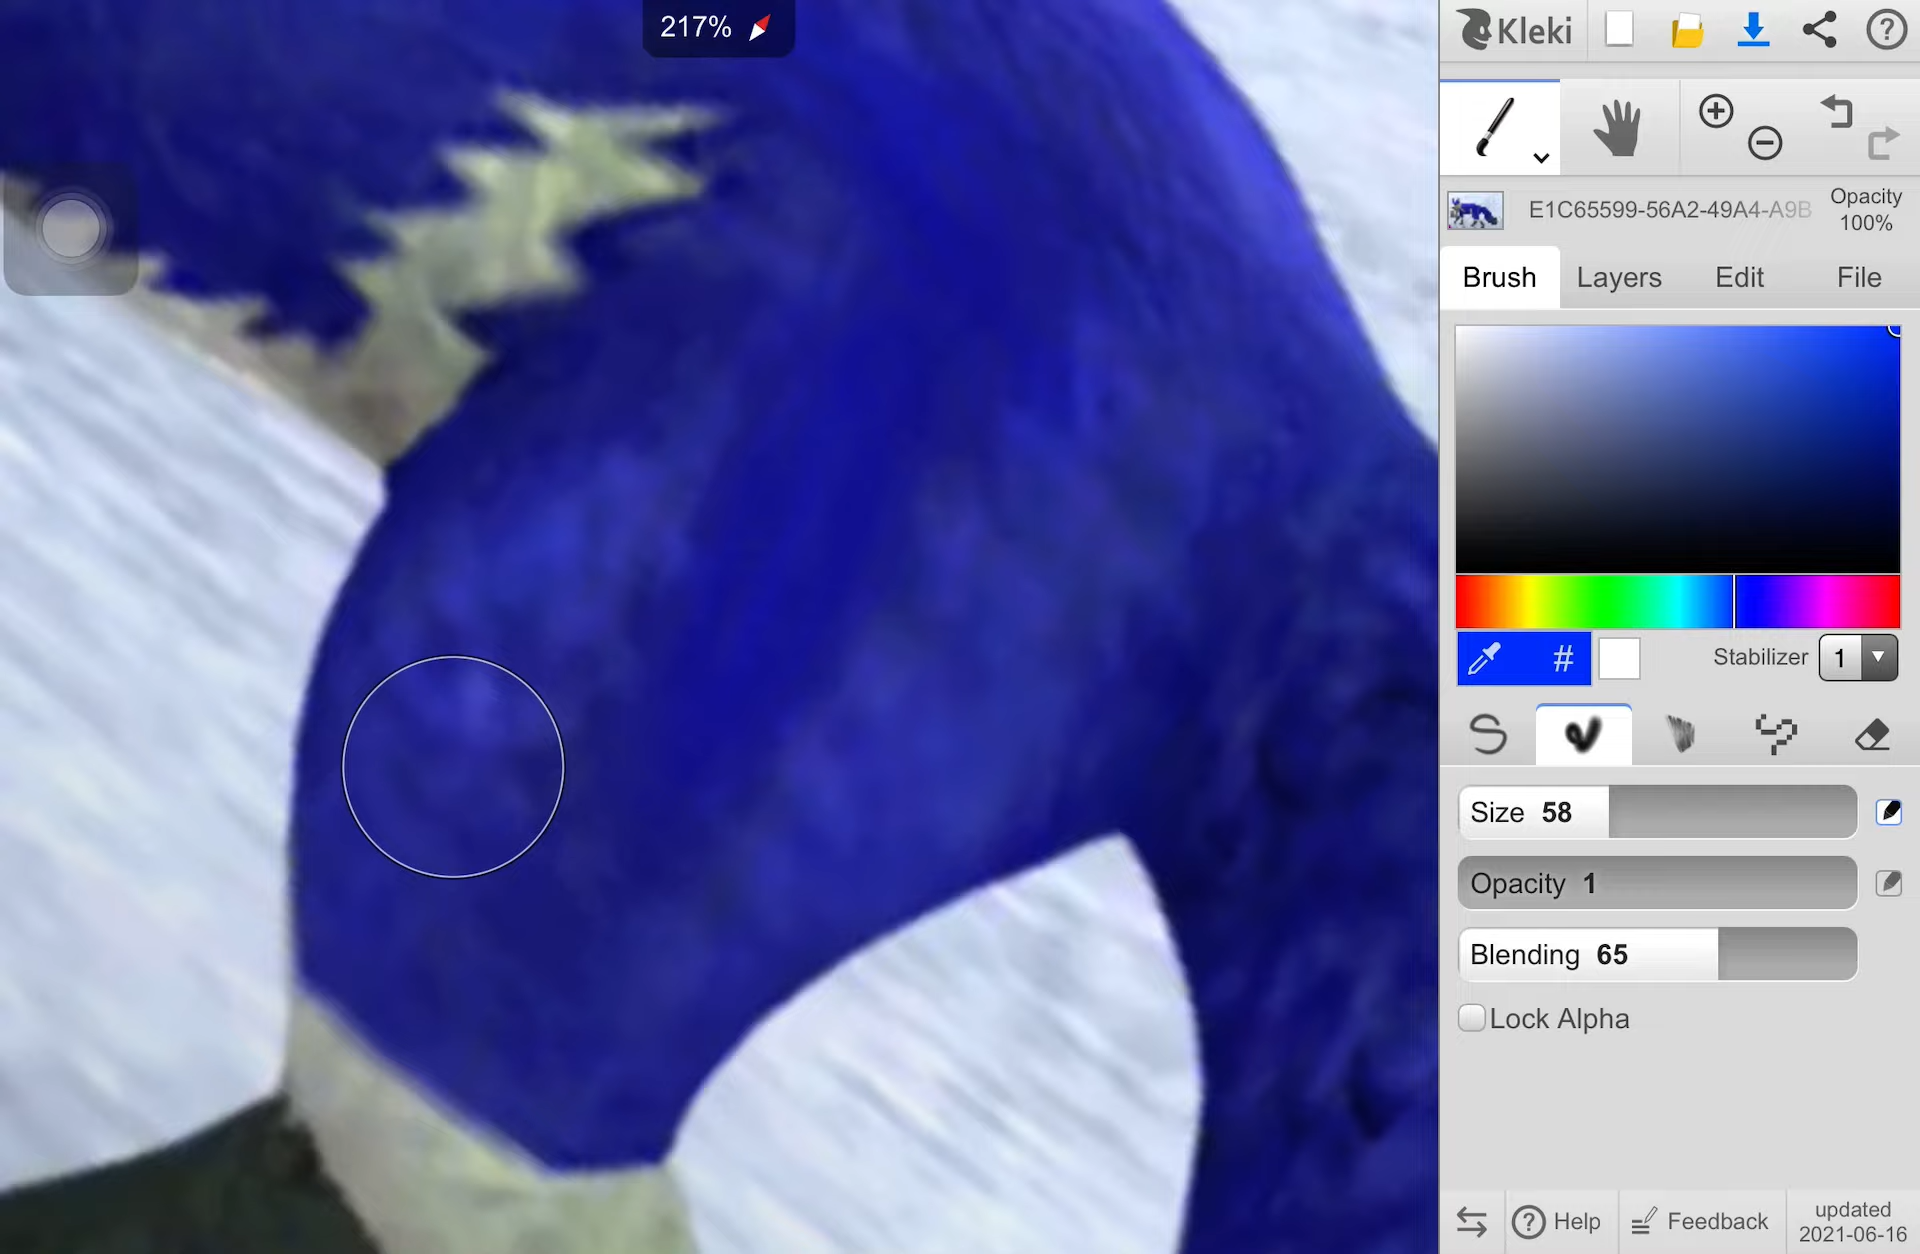 217%
Kleki
?
E1C65599-56A2-49A4-A9B
Opacity
100%
Brush Layers Edit File
# Stabilizer 1
Size 58
Opacity 1
Blending 65
Lock Alpha
? Help Feedback
updated
2021-06-16